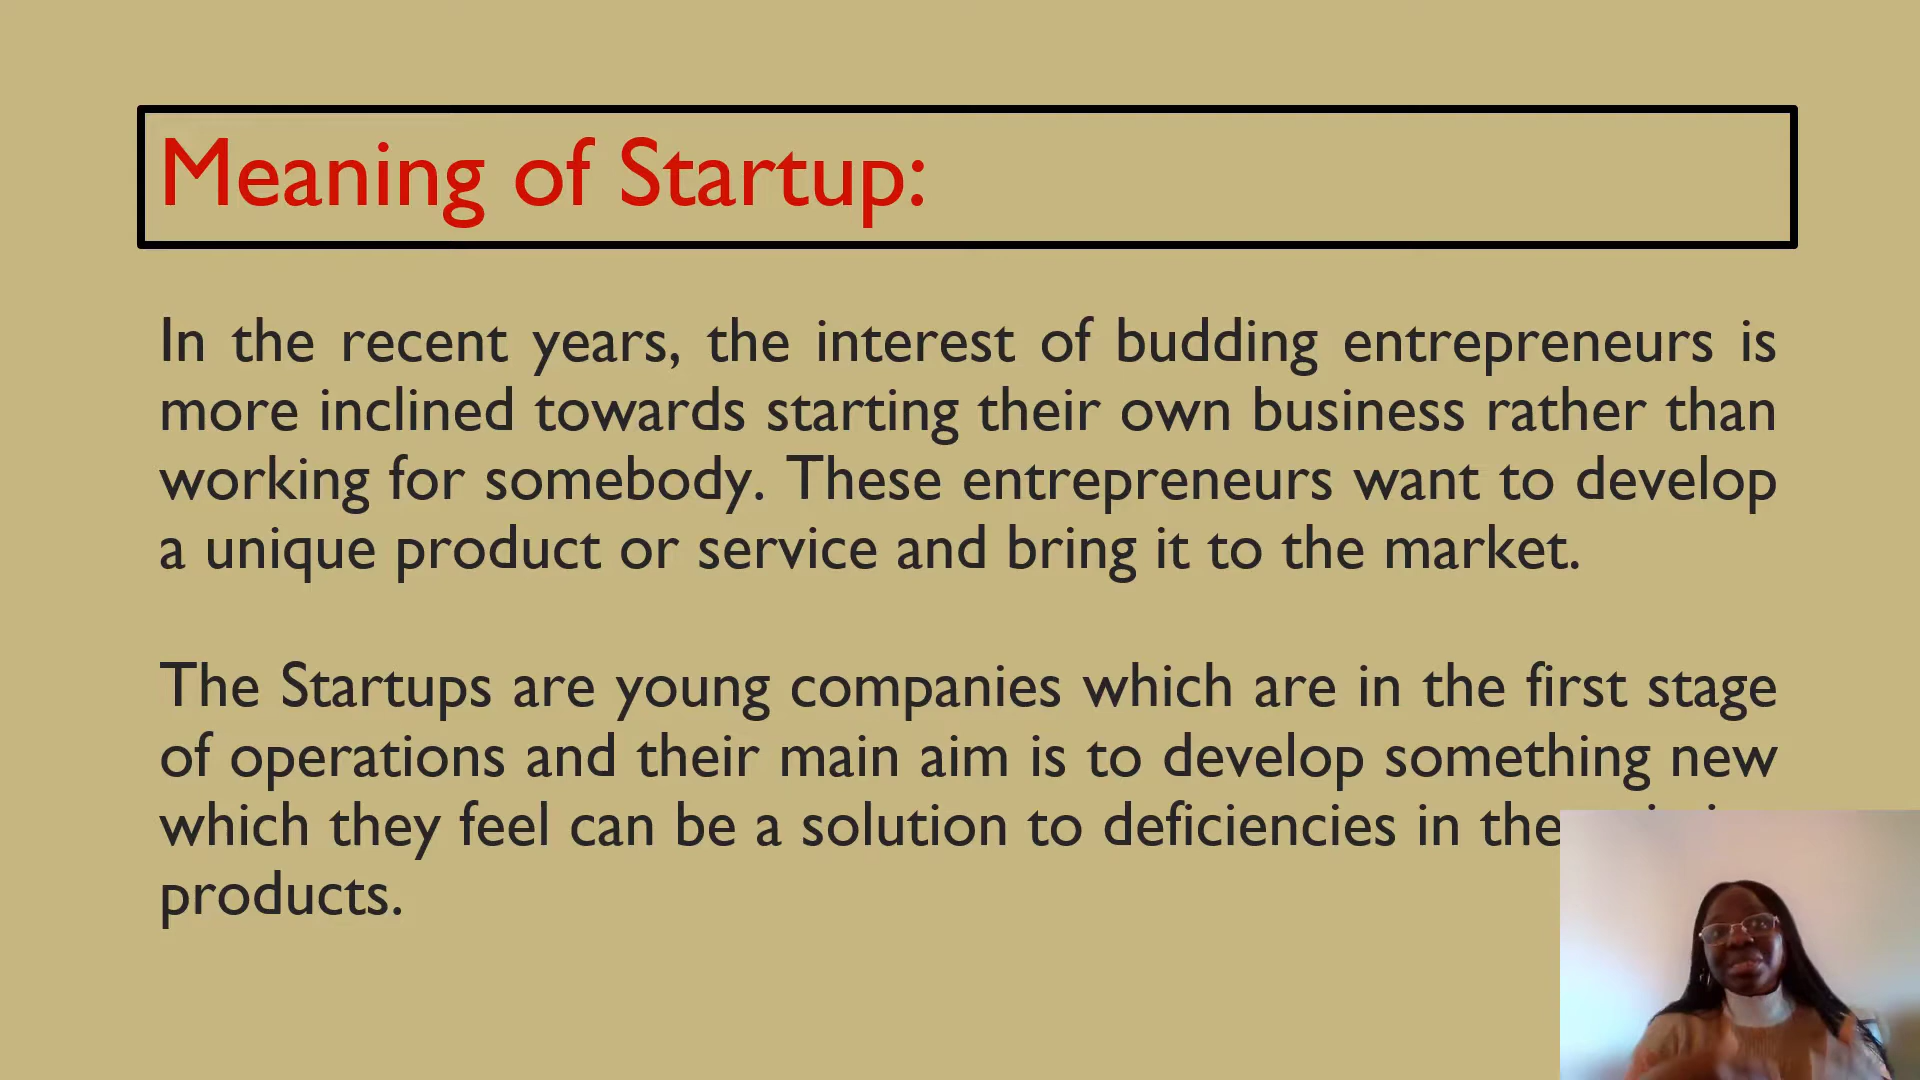 Meaning of Startup:
In the recent years, the interest of budding entrepreneurs is
more inclined towards starting their own business rather than
working for somebody. These entrepreneurs want to develop
a unique product or service and bring it to the market.
The Startups are young companies which are in the first stage
of operations and their main aim is to develop something new
which they feel can be a solution to deficiencies in the
products.